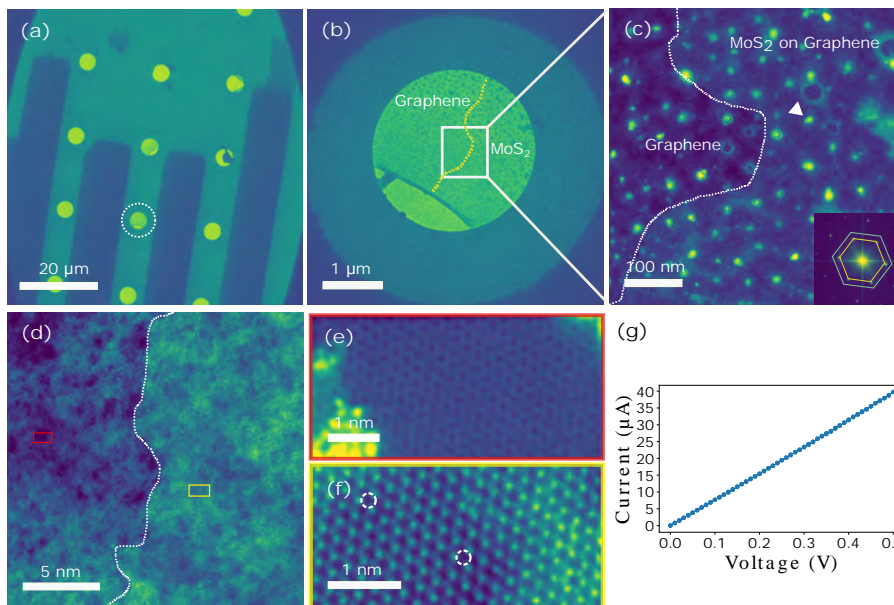 (a)
20 µm
(b)
Graphene
MoS₂
1 µm
(c)
MoS₂ on Graphene
Graphene
100 nm
(d)
5 nm
(e)
1 nm
(f)
1 nm
(g)
Current (µA)
40
35
30
25
20
15
10
5
0
0.0 0.1 0.2 0.3 0.4
Voltage (V)